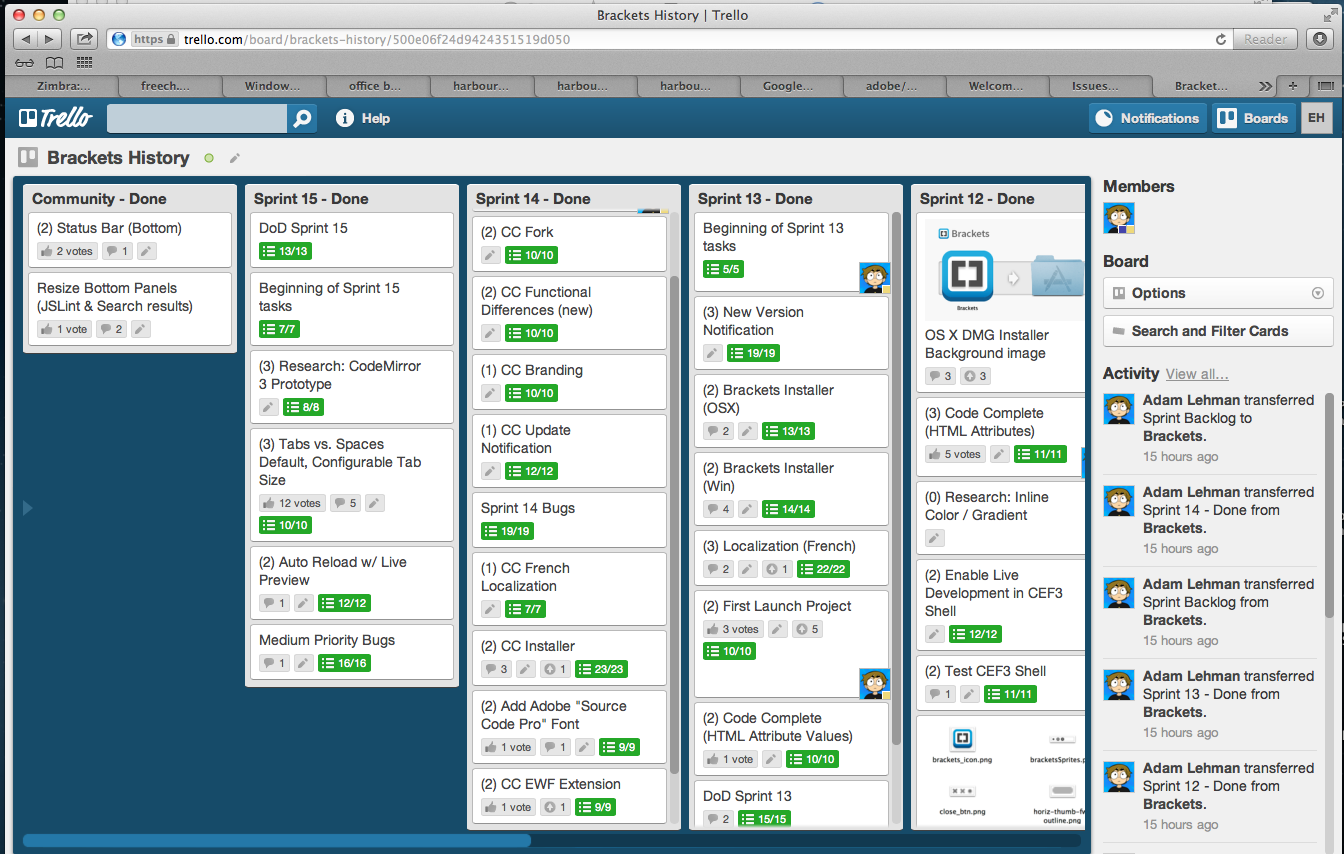 Brackets History | Trello
https trello.com/board/brackets-history/500e06f24d9424351519d050
Reader
Zimbra:...
freech....
Window...
office b...
harbour...
harbou...
harbou...
Google...
adobe/...
Welcom...
Issues...
Bracket...
Trello
Help
Notifications
Boards
EH
Brackets History
Community - Done
(2) Status Bar (Bottom)
2 votes 1
Resize Bottom Panels
(JSLint & Search results)
1 vote 2
Sprint 15 - Done
DoD Sprint 15
13/13
Beginning of Sprint 15
tasks
7/7
(3) Research: CodeMirror
3 Prototype
8/8
(3) Tabs vs. Spaces
Default, Configurable Tab
Size
12 votes 5
10/10
(2) Auto Reload w/ Live
Preview
1 12/12
Medium Priority Bugs
1 16/16
Sprint 14 - Done
(2) CC Fork
10/10
(2) CC Functional
Differences (new)
10/10
(1) CC Branding
10/10
(1) CC Update
Notification
12/12
Sprint 14 Bugs
19/19
(1) CC French
Localization
7/7
(2) CC Installer
3 1 23/23
(2) Add Adobe "Source
Code Pro" Font
1 vote 1 9/9
(2) CC EWF Extension
1 vote 1 9/9
Sprint 13 - Done
Beginning of Sprint 13
tasks
5/5
(3) New Version
Notification
19/19
(2) Brackets Installer
(OSX)
2 13/13
(2) Brackets Installer
(Win)
4 14/14
(3) Localization (French)
2 1 22/22
(2) First Launch Project
3 votes 5
10/10
(2) Code Complete
(HTML Attribute Values)
1 vote 10/10
DoD Sprint 13
2 15/15
Sprint 12 - Done
Brackets
Brackets
OS X DMG Installer
Background image
3 3
(3) Code Complete
(HTML Attributes)
5 votes 11/11
(0) Research: Inline
Color / Gradient
(2) Enable Live
Development in CEF3
Shell
12/12
(2) Test CEF3 Shell
1 11/11
brackets_icon.png
bracketsSprites.p
close_btn.png
horiz-thumb-fw
outline.png
Members
Board
Options
Search and Filter Cards
Activity View all...
Adam Lehman transferred
Sprint Backlog to
Brackets.
15 hours ago
Adam Lehman transferred
Sprint 14 - Done from
Brackets.
15 hours ago
Adam Lehman transferred
Sprint Backlog from
Brackets.
15 hours ago
Adam Lehman transferred
Sprint 13 - Done from
Brackets.
15 hours ago
Adam Lehman transferred
Sprint 12 - Done from
Brackets.
15 hours ago